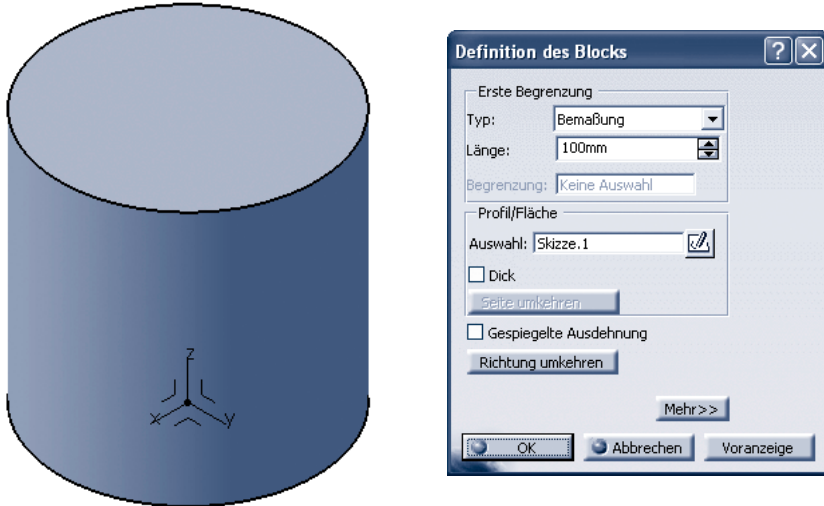 z
x
y
Definition des Blocks
Erste Begrenzung
Typ: Bemaßung
Länge: 100mm
Begrenzung: Keine Auswahl
Profil/Fläche
Auswahl: Skizze.1
Dick
Seite umkehren
Gespiegelte Ausdehnung
Richtung umkehren
Mehr>>
OK Abbrechen Voranzeige